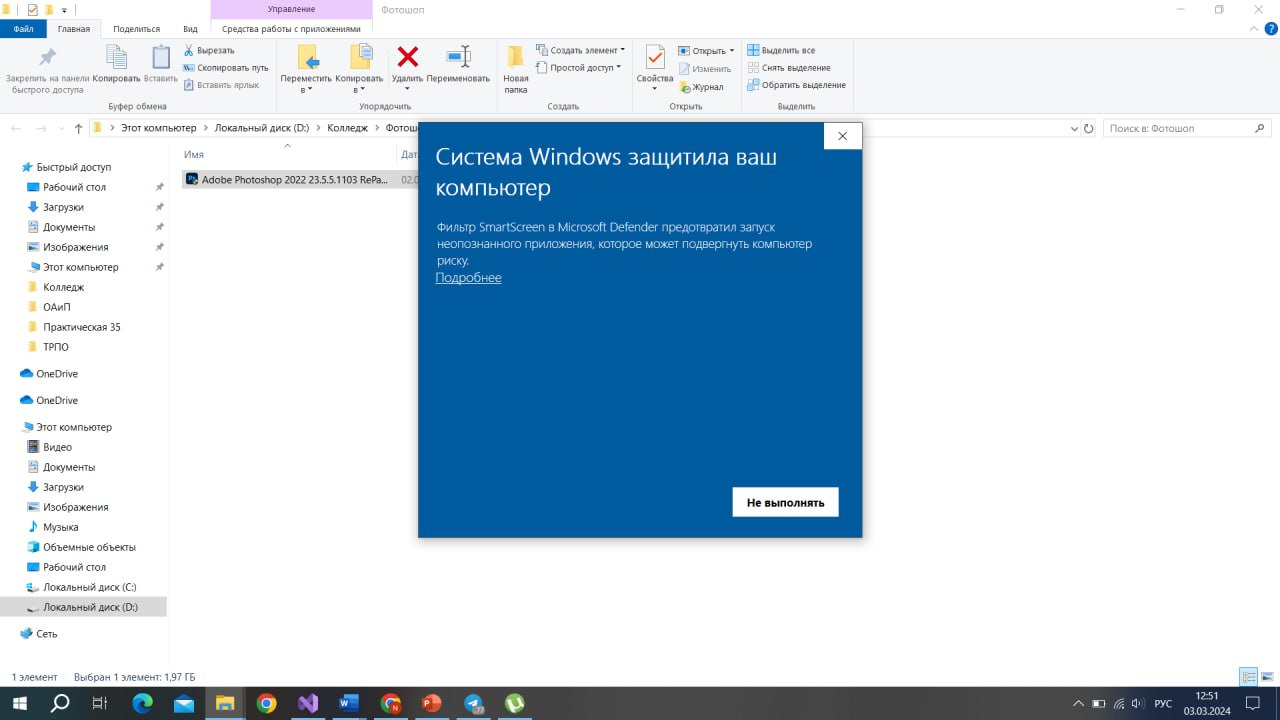 Управление
Фотошоп
Файл
Главная
Поделиться
Вид
Средства работы с приложениями
Закрепить на панели
быстрого доступа
Копировать
Вставить
Вырезать
Скопировать путь
Вставить ярлык
Буфер обмена
Переместить
в
Копировать
в
Удалить
Переименовать
Упорядочить
Новая
папка
Создать элемент
Простой доступ
Создать
Свойства
Открыть
Изменить
Журнал
Открыть
Выделить все
Снять выделение
Обратить выделение
Выделить
Этот компьютер
Локальный диск (D:)
Колледж
Поиск в: Фотошоп
Имя
Adobe Photoshop 2022 23.5.5.1103 RePa...
Быстрый доступ
Рабочий стол
Загрузки
Документы
Изображения
Этот компьютер
Колледж
ОАиП
Практическая 35
ТРПО
OneDrive
OneDrive
Этот компьютер
Видео
Документы
Загрузки
Изображения
Музыка
Объемные объекты
Рабочий стол
Локальный диск (C:)
Локальный диск (D:)
Сеть
Система Windows защитила ваш
компьютер
Фильтр SmartScreen в Microsoft Defender предотвратил запуск
неопознанного приложения, которое может подвергнуть компьютер
риску.
Подробнее
Не выполнять
1 элемент
Выбран 1 элемент: 1,97 ГБ
РУС
12:51
03.03.2024